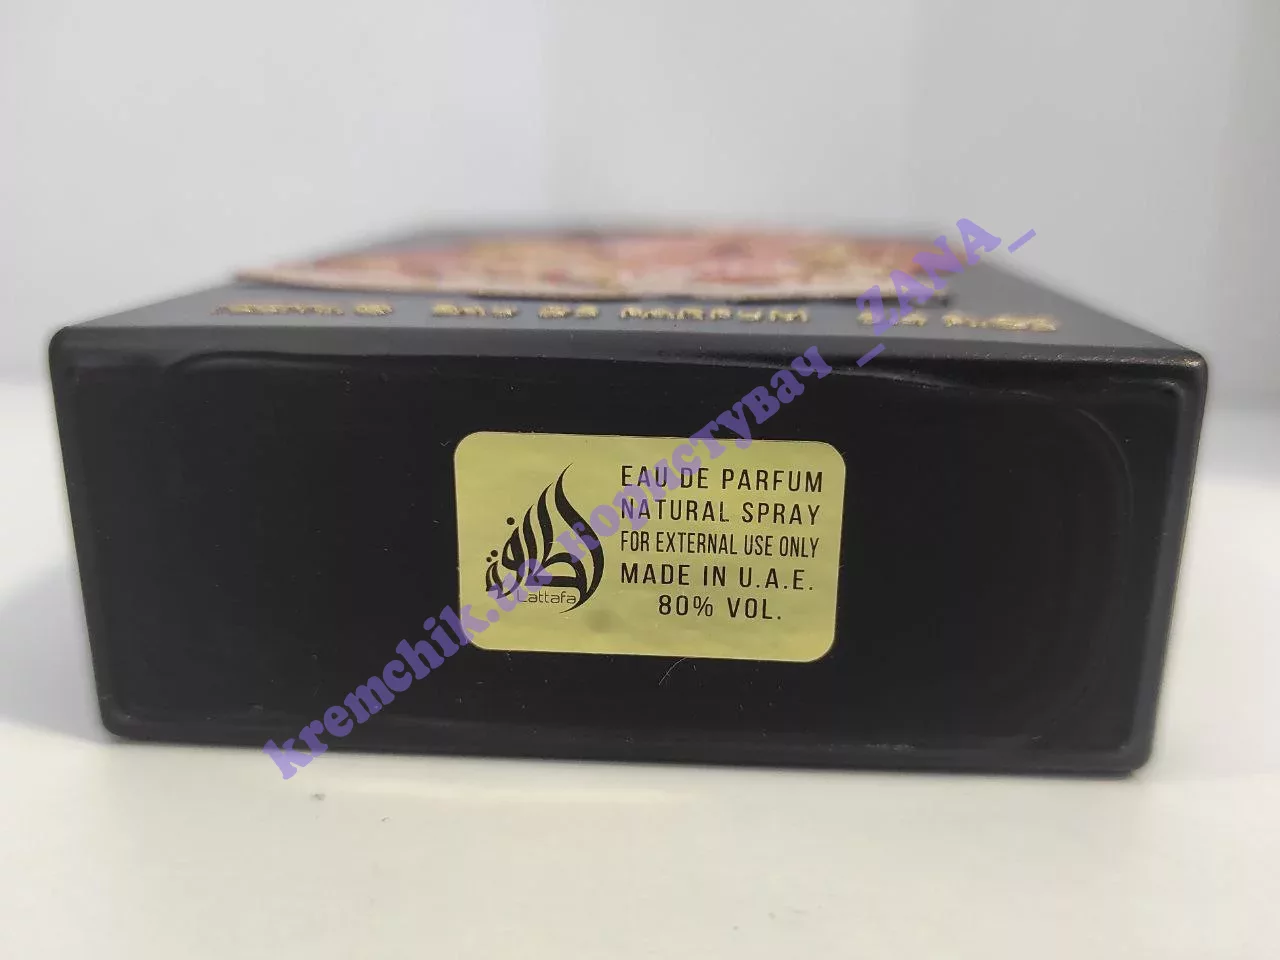 EAU DE PARFUM
NATURAL SPRAY
FOR EXTERNAL USE ONLY
MADE IN U.A.E.
80% VOL.
Lattafa
kremchik.ua користувач _ZANA_